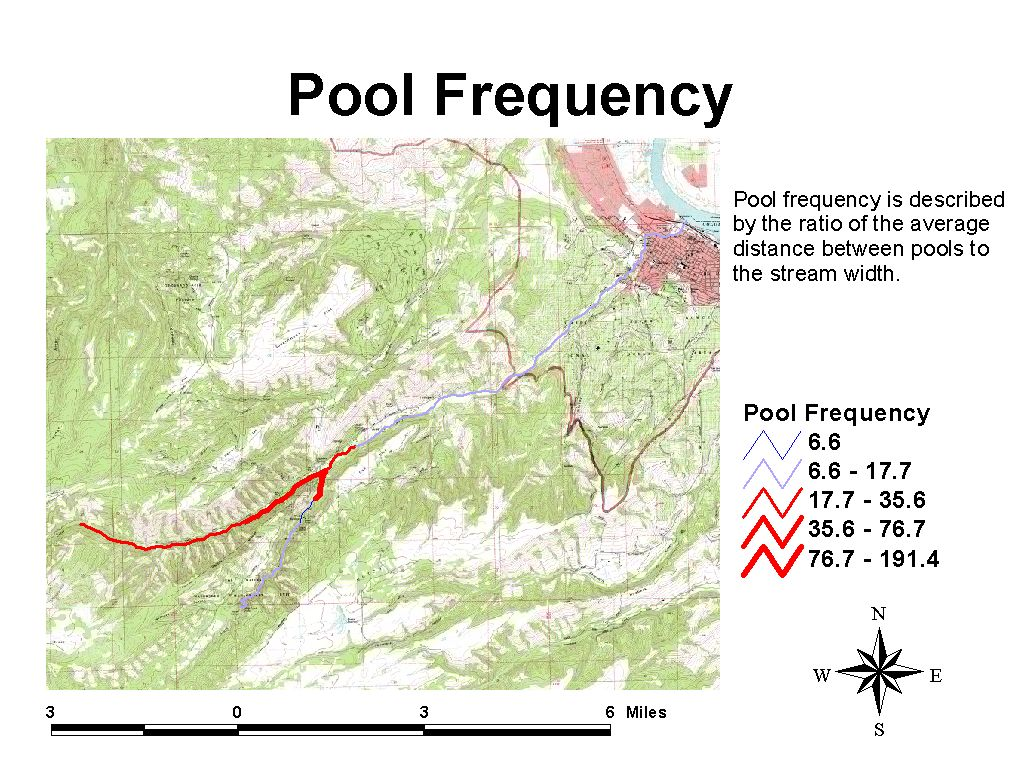 Pool Frequency
Pool frequency is described
by the ratio of the average
distance between pools to
the stream width.
Pool Frequency
6.6
6.6 - 17.7
17.7 - 35.6
35.6 - 76.7
76.7 - 191.4
N
W E
S
3 0 3 6 Miles